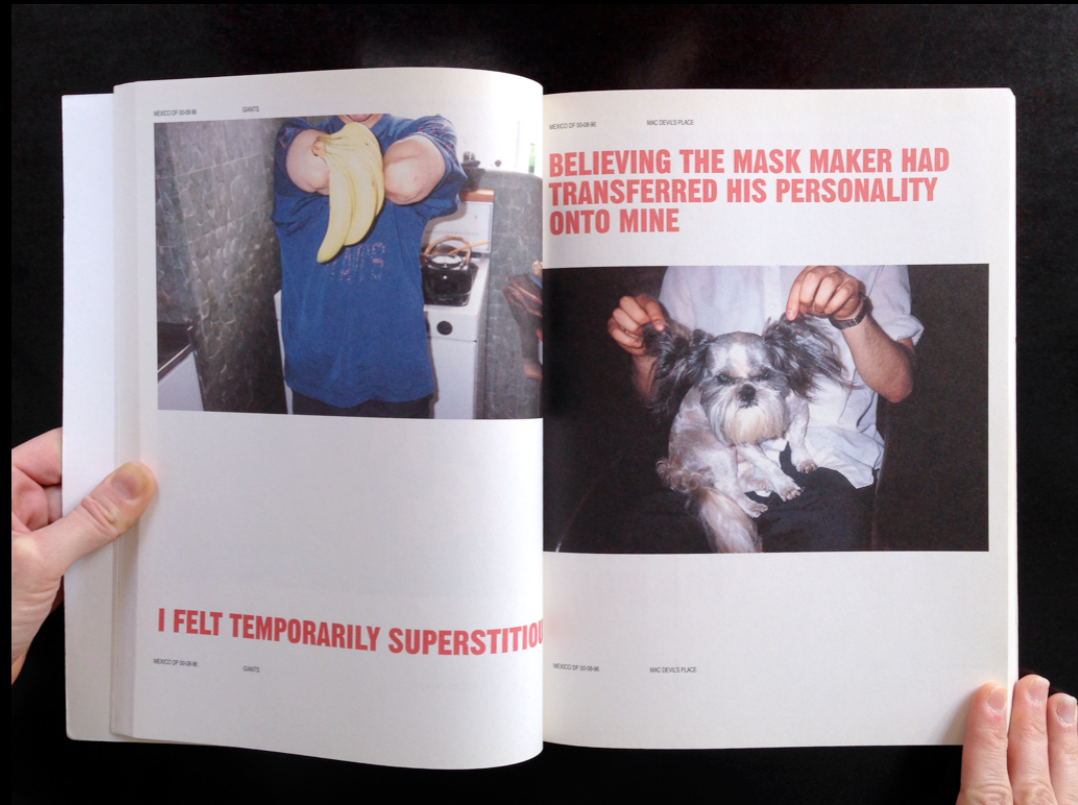 MEXICO DF 00-08-96 GIANTS
I FELT TEMPORARILY SUPERSTITIOU
MEXICO DF 00-08-96 GIANTS
MEXICO DF 00-08-96 MAC DEVIL'S PLACE
BELIEVING THE MASK MAKER HAD
TRANSFERRED HIS PERSONALITY
ONTO MINE
MEXICO DF 00-08-96 MAC DEVIL'S PLACE